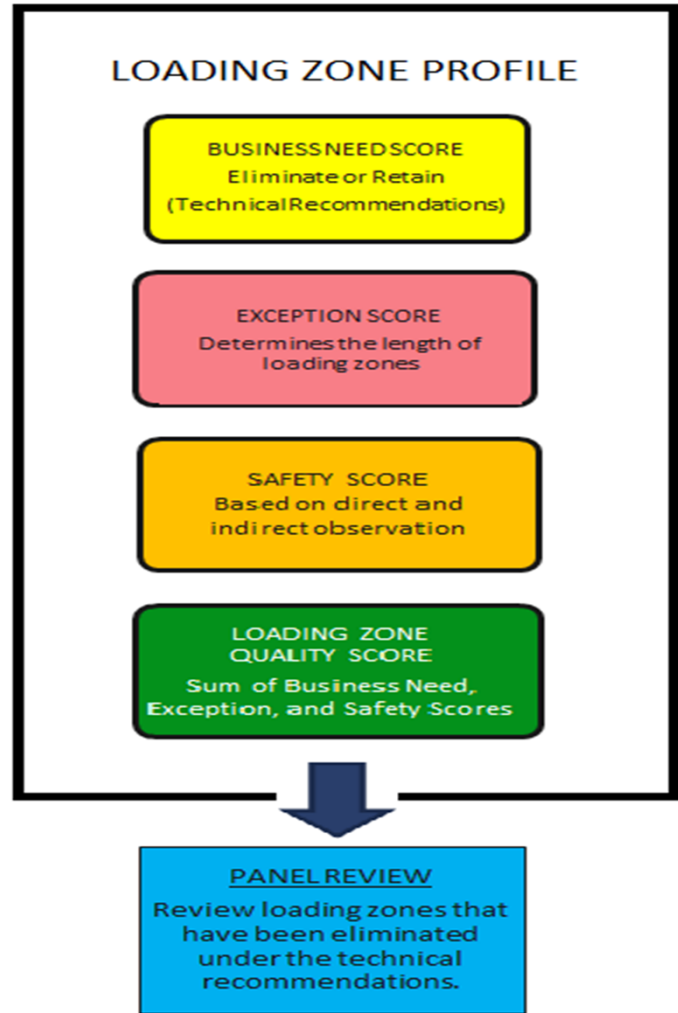 LOADING ZONE PROFILE
BUSINESS NEED SCORE
Eliminate or Retain
(Technical Recommendations)
EXCEPTION SCORE
Determines the length of
loading zones
SAFETY SCORE
Based on direct and
indirect observation
LOADING ZONE
QUALITY SCORE
Sum of Business Need,
Exception, and Safety Scores
PANEL REVIEW
Review loading zones that
have been eliminated
under the technical
recommendations.